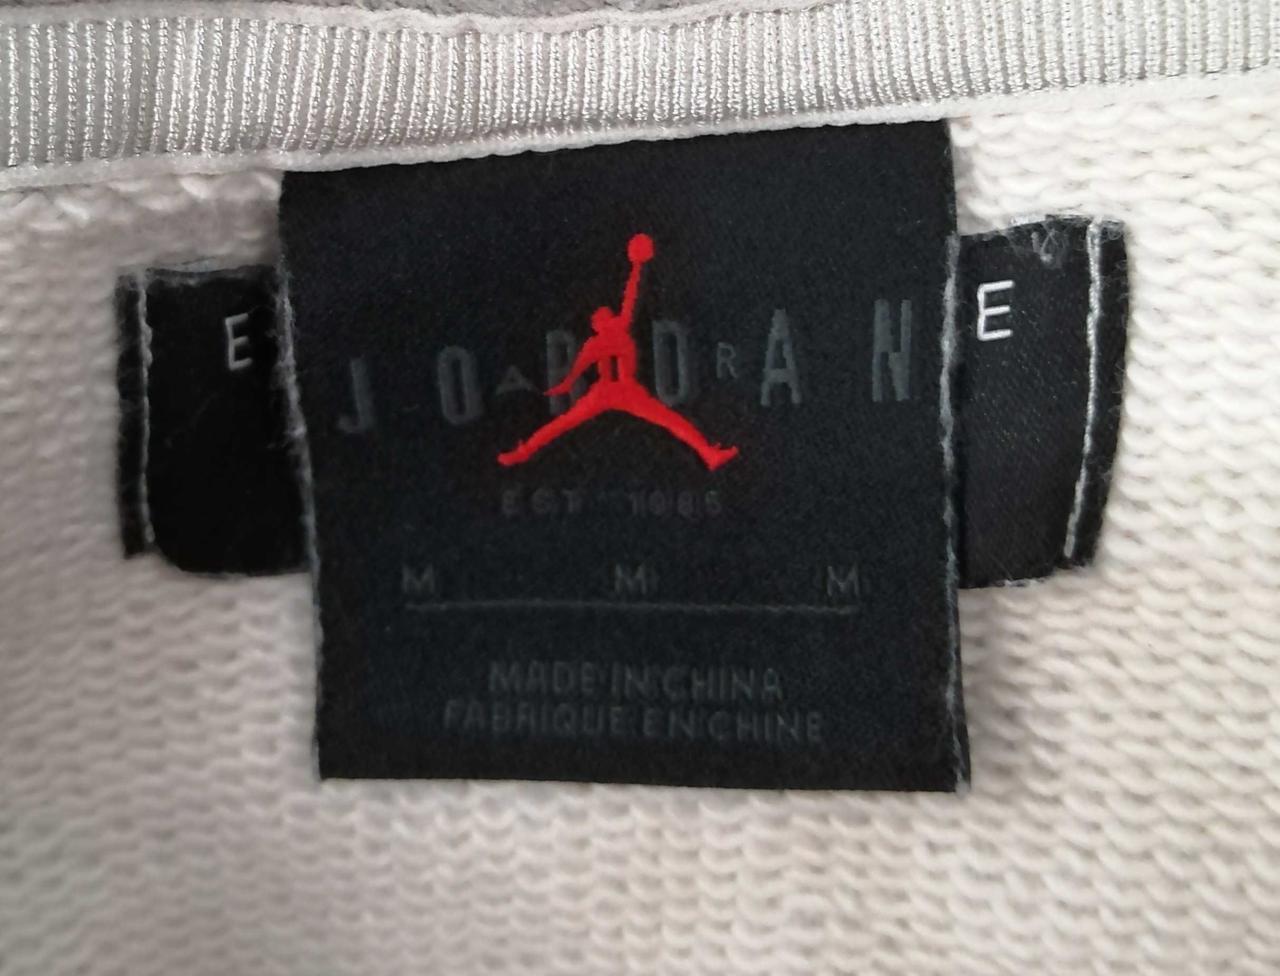 E E
JORDAN
A R
EST 1985
M M M
MADE IN CHINA
FABRIQUE EN CHINE